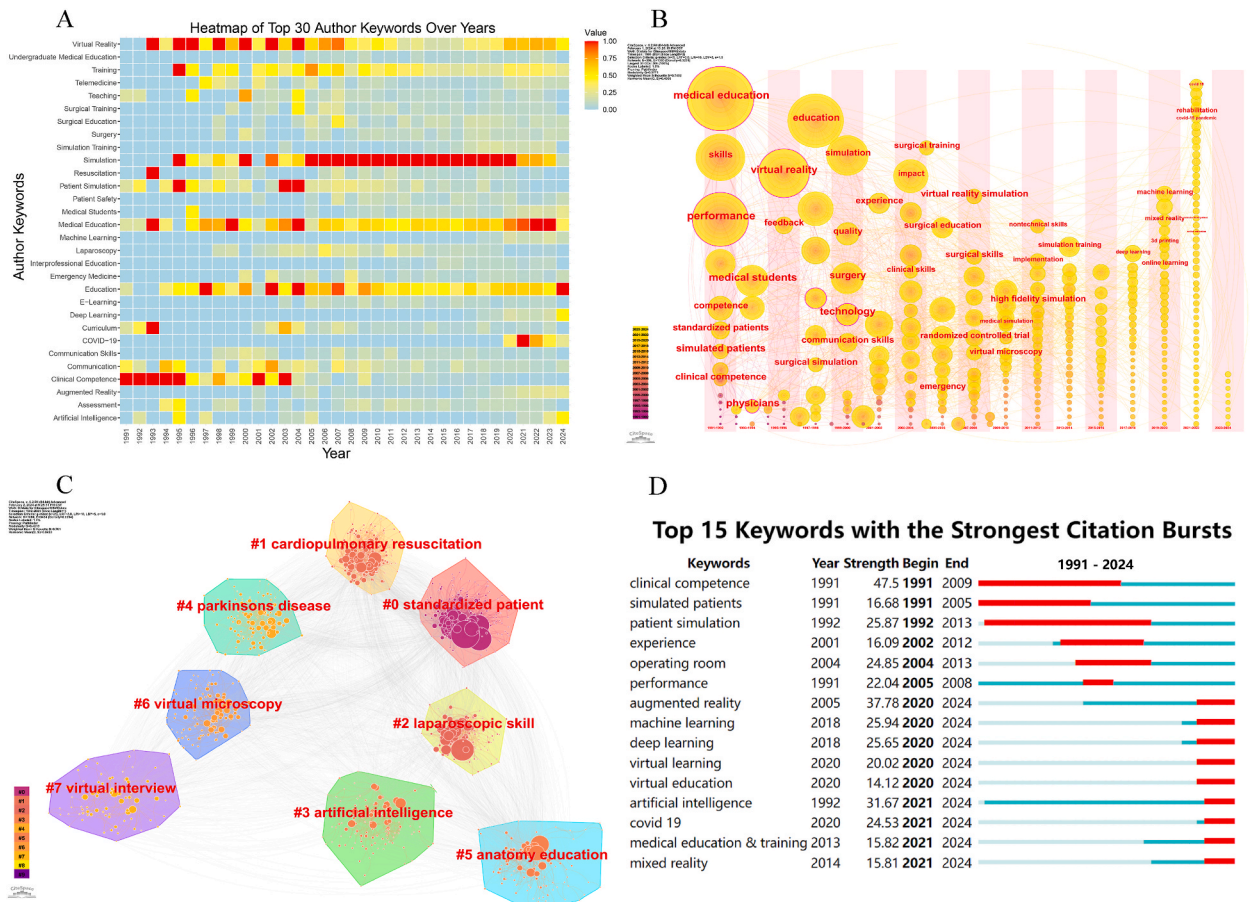 A
Heatmap of Top 30 Author Keywords Over Years
Value
1.00
0.75
0.50
0.25
0.00
Author Keywords
Virtual Reality
Undergraduate Medical Education
Training
Telemedicine
Teaching
Surgical Training
Surgical Education
Surgery
Simulation Training
Simulation
Resuscitation
Patient Simulation
Patient Safety
Medical Students
Medical Education
Machine Learning
Laparoscopy
Interprofessional Education
Emergency Medicine
Education
E-Learning
Deep Learning
Curriculum
COVID-19
Communication Skills
Communication
Clinical Competence
Augmented Reality
Assessment
Artificial Intelligence
1991 1992 1993 1994 1995 1996 1997 1998 1999 2000 2001 2002 2003 2004 2005 2006 2007 2008 2009 2010 2011 2012 2013 2014 2015 2016 2017 2018 2019 2020 2021 2022 2023 2024
Year
B
medical education
education
skills
simulation
surgical training
virtual reality
impact
virtual reality simulation
experience
performance
feedback
quality
surgical education
nontechnical skills
simulation training
surgical skills
implementation
clinical skills
medical students
surgery
high fidelity simulation
competence
technology
medical simulation
standardized patients
communication skills
randomized controlled trial
simulated patients
virtual microscopy
surgical simulation
clinical competence
emergency
physicians
covid-19
rehabilitation
covid-19 pandemic
machine learning
mixed reality
3d printing
deep learning
online learning
CiteSpace
C
#1 cardiopulmonary resuscitation
#0 standardized patient
#4 parkinsons disease
#6 virtual microscopy
#2 laparoscopic skill
#7 virtual interview
#3 artificial intelligence
#5 anatomy education
#0
#1
#2
#3
#4
#5
#6
#7
#8
CiteSpace
D
Top 15 Keywords with the Strongest Citation Bursts
Keywords Year Strength Begin End 1991 - 2024
clinical competence 1991 47.5 1991 2009
simulated patients 1991 16.68 1991 2005
patient simulation 1992 25.87 1992 2013
experience 2001 16.09 2002 2012
operating room 2004 24.85 2004 2013
performance 1991 22.04 2005 2008
augmented reality 2005 37.78 2020 2024
machine learning 2018 25.94 2020 2024
deep learning 2018 25.65 2020 2024
virtual learning 2020 20.02 2020 2024
virtual education 2020 14.12 2020 2024
artificial intelligence 1992 31.67 2021 2024
covid 19 2020 24.53 2021 2024
medical education & training 2013 15.82 2021 2024
mixed reality 2014 15.81 2021 2024